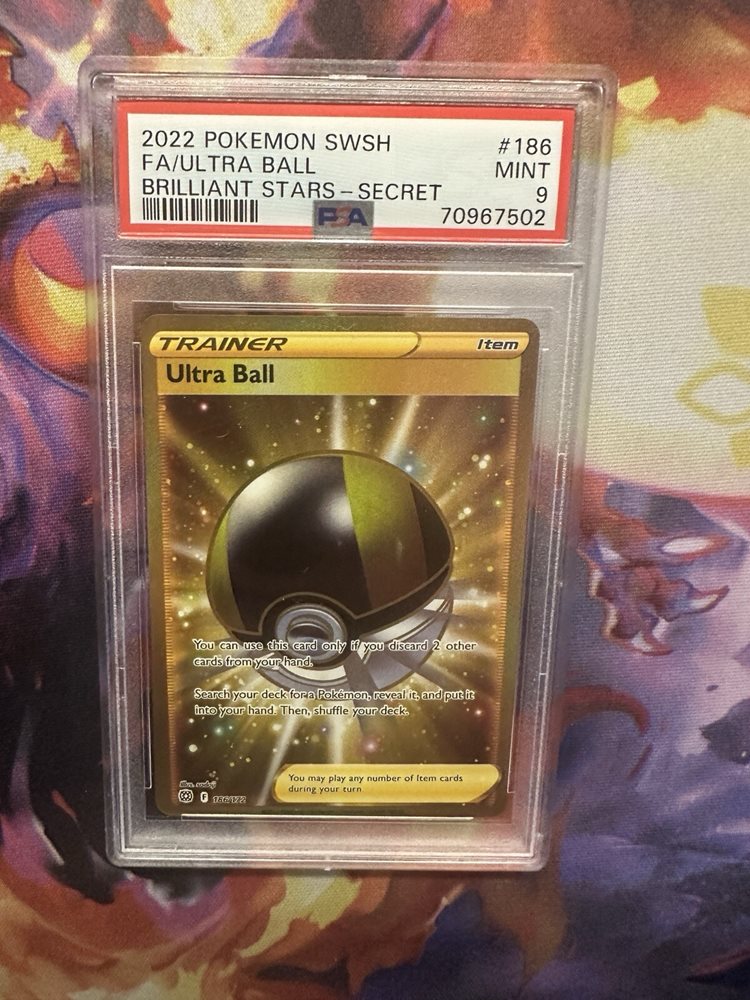 2022 POKEMON SWSH #186
FA/ULTRA BALL MINT
BRILLIANT STARS - SECRET 9
PSA 70967502
TRAINER Item
Ultra Ball
You can use this card only if you discard 2 other
cards from your hand.
Search your deck for a Pokémon, reveal it, and put it
into your hand. Then, shuffle your deck.
You may play any number of Item cards
during your turn.
Illus.
F 186/172